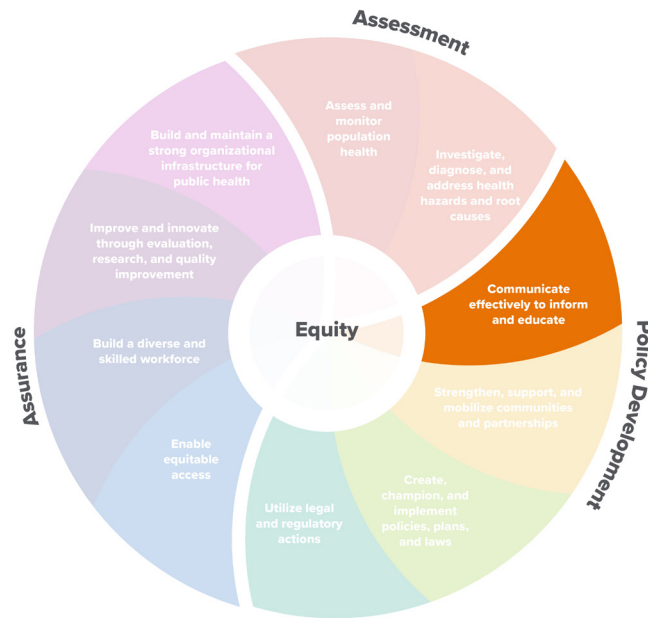 Assessment
Assess and
monitor
population
health
Investigate,
diagnose, and
address health
hazards and root
causes
Communicate
effectively to inform
and educate
Policy Development
Strengthen, support, and
mobilize communities
and partnerships
Create,
champion, and
implement
policies, plans,
and laws
Utilize legal
and regulatory
actions
Assurance
Enable
equitable
access
Build a diverse and
skilled workforce
Improve and innovate
through evaluation,
research, and quality
improvement
Build and maintain a
strong organizational
infrastructure for
public health
Equity